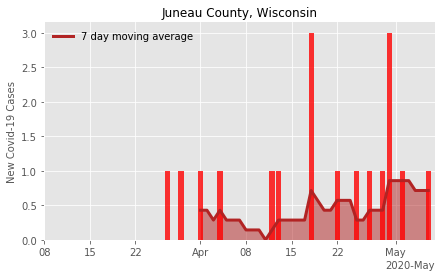 Juneau County, Wisconsin
7 day moving average
New Covid-19 Cases
3.0
2.5
2.0
1.5
1.0
0.5
0.0
08 15 22 Apr 08 15 22 May
2020-May